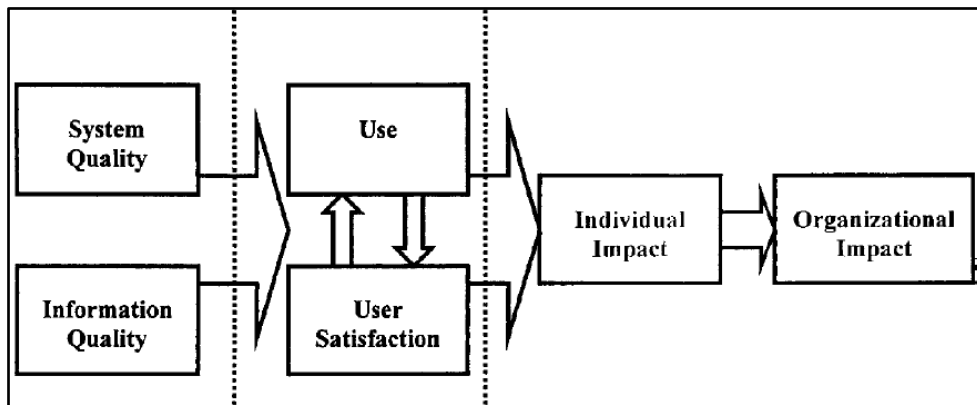 System
Quality
Use
Individual
Impact
Organizational
Impact
Information
Quality
User
Satisfaction